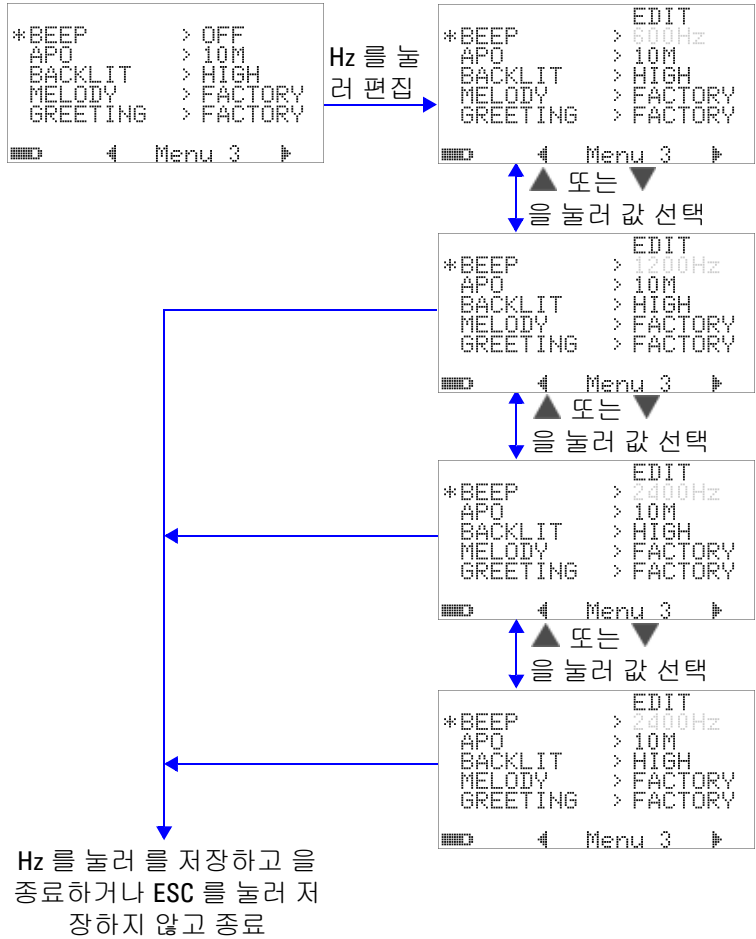 *BEEP > OFF
APO > 10M
BACKLIT > HIGH
MELODY > FACTORY
GREETING > FACTORY
Menu 3
Hz 를 눌
러 편집
EDIT
*BEEP > 600Hz
APO > 10M
BACKLIT > HIGH
MELODY > FACTORY
GREETING > FACTORY
Menu 3
▲ 또는 ▼
을 눌러 값 선택
EDIT
*BEEP > 1200Hz
APO > 10M
BACKLIT > HIGH
MELODY > FACTORY
GREETING > FACTORY
Menu 3
▲ 또는 ▼
을 눌러 값 선택
EDIT
*BEEP > 2400Hz
APO > 10M
BACKLIT > HIGH
MELODY > FACTORY
GREETING > FACTORY
Menu 3
▲ 또는 ▼
을 눌러 값 선택
EDIT
*BEEP > 2400Hz
APO > 10M
BACKLIT > HIGH
MELODY > FACTORY
GREETING > FACTORY
Menu 3
Hz 를 눌러 를 저장하고 을
종료하거나 ESC 를 눌러 저
장하지 않고 종료